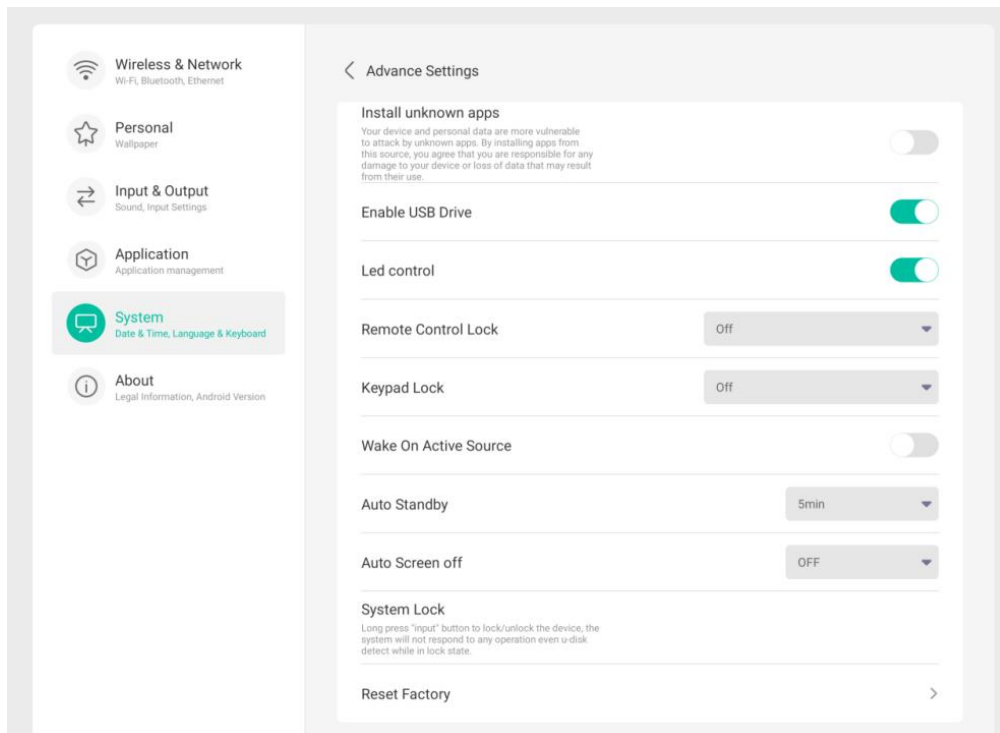 Wireless & Network
Wi-Fi, Bluetooth, Ethernet
Personal
Wallpaper
Input & Output
Sound, Input Settings
Application
Application management
System
Date & Time, Language & Keyboard
About
Legal Information, Android Version
Advance Settings
Install unknown apps
Your device and personal data are more vulnerable
to attack by unknown apps. By installing apps from
this source, you agree that you are responsible for any
damage to your device or loss of data that may result
from their use.
Enable USB Drive
Led control
Remote Control Lock
Off
Keypad Lock
Off
Wake On Active Source
Auto Standby
5min
Auto Screen off
OFF
System Lock
Long press "input" button to lock/unlock the device, the
system will not respond to any operation even u-disk
detect while in lock state.
Reset Factory